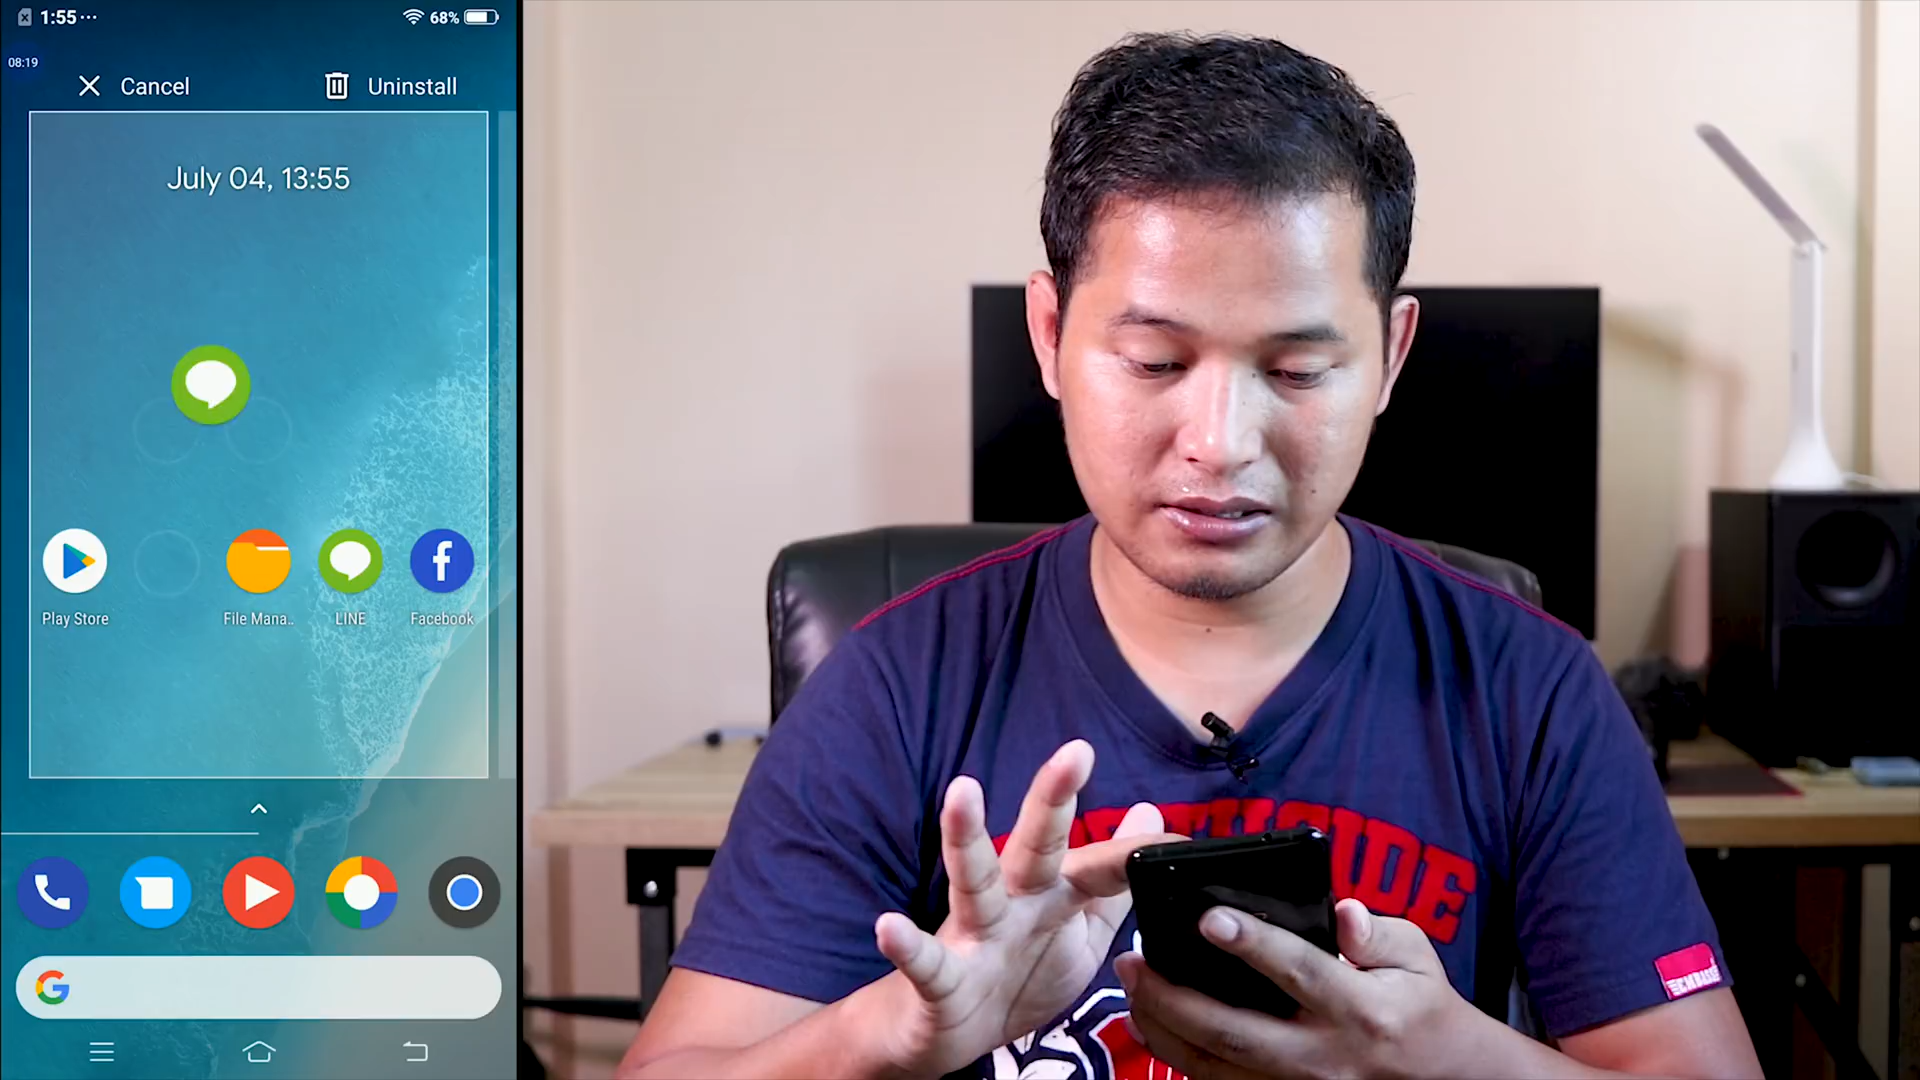 1:55...
68%
08:19
Cancel
Uninstall
July 04, 13:55
Play Store
File Mana..
LINE
Facebook